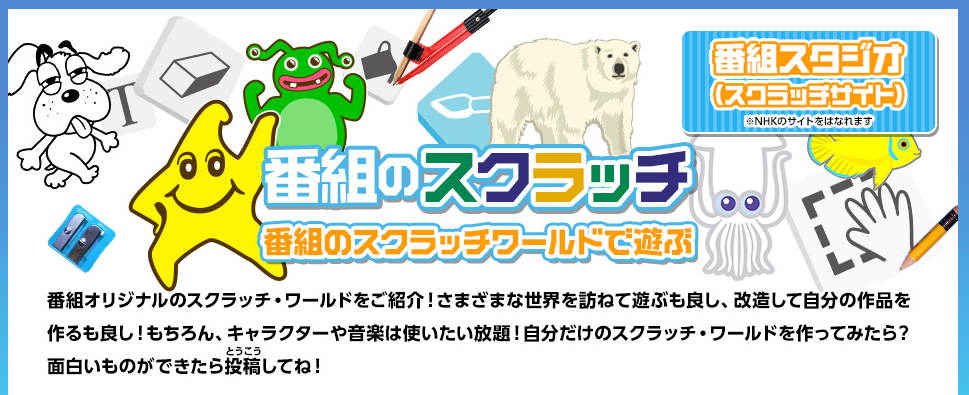 番組スタジオ
(スクラッチサイト)
※NHKのサイトをはなれます
T
番組のスクラッチ
番組のスクラッチワールドで遊ぶ
番組オリジナルのスクラッチ・ワールドをご紹介！さまざまな世界を訪ねて遊ぶも良し、改造して自分の作品を
作るも良し！もちろん、キャラクターや音楽は使いたい放題！自分だけのスクラッチ・ワールドを作ってみたら？
とうこう
面白いものができたら投稿してね！